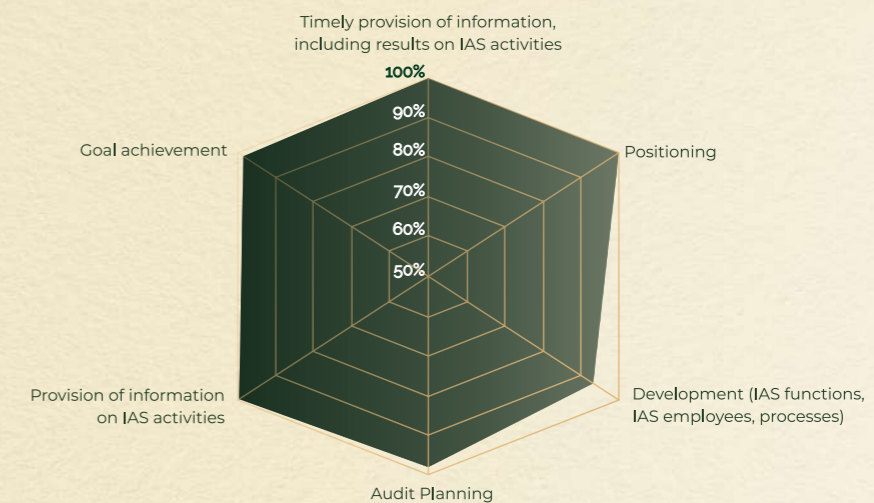 Timely provision of information,
including results on IAS activities
100%
90%
80%
70%
60%
50%
Goal achievement
Positioning
Provision of information
on IAS activities
Development (IAS functions,
IAS employees, processes)
Audit Planning